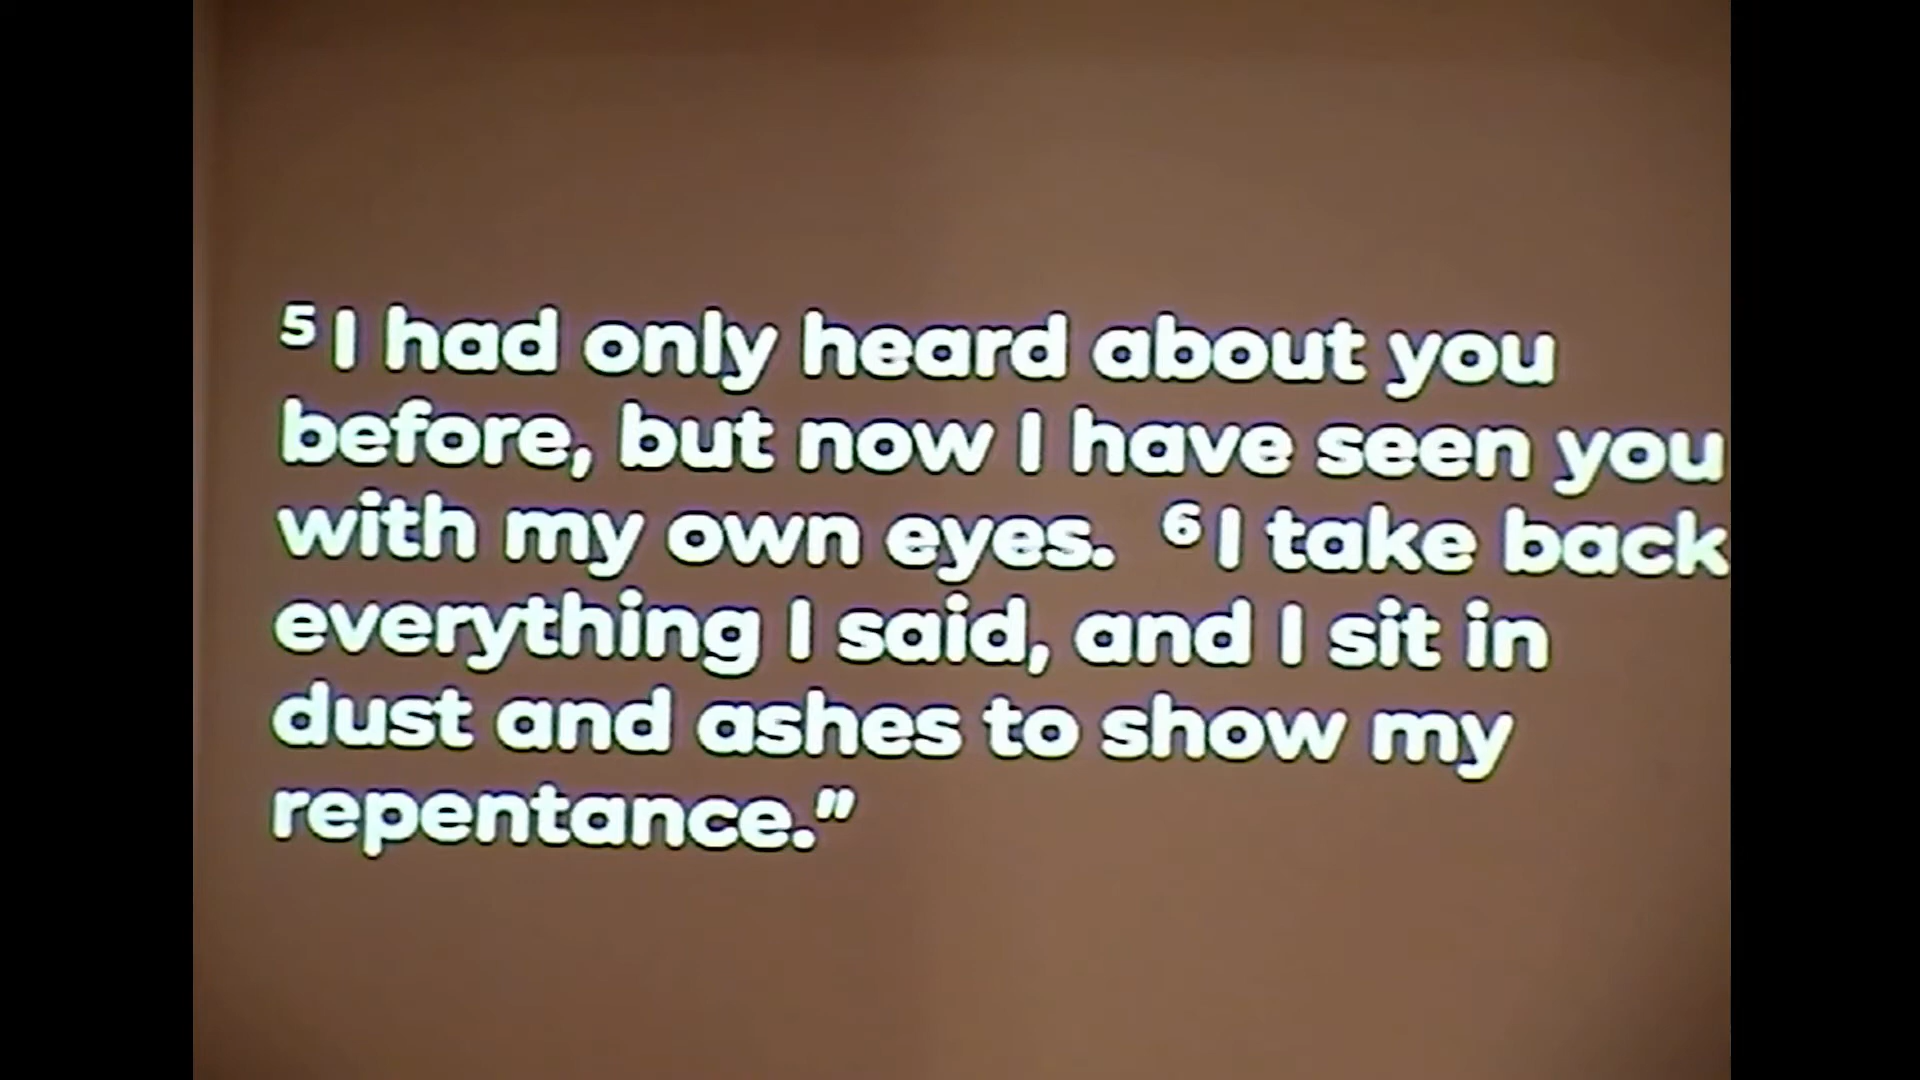 ⁵ I had only heard about you
before, but now I have seen you
with my own eyes. ⁶ I take back
everything I said, and I sit in
dust and ashes to show my
repentance."